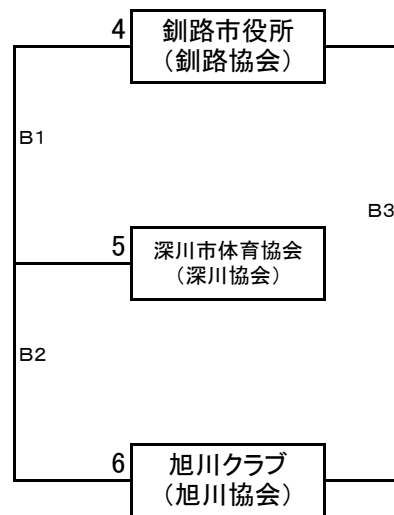 4
釧路市役所
（釧路協会）
B1
B3
5
深川市体育協会
（深川協会）
B2
6
旭川クラブ
（旭川協会）